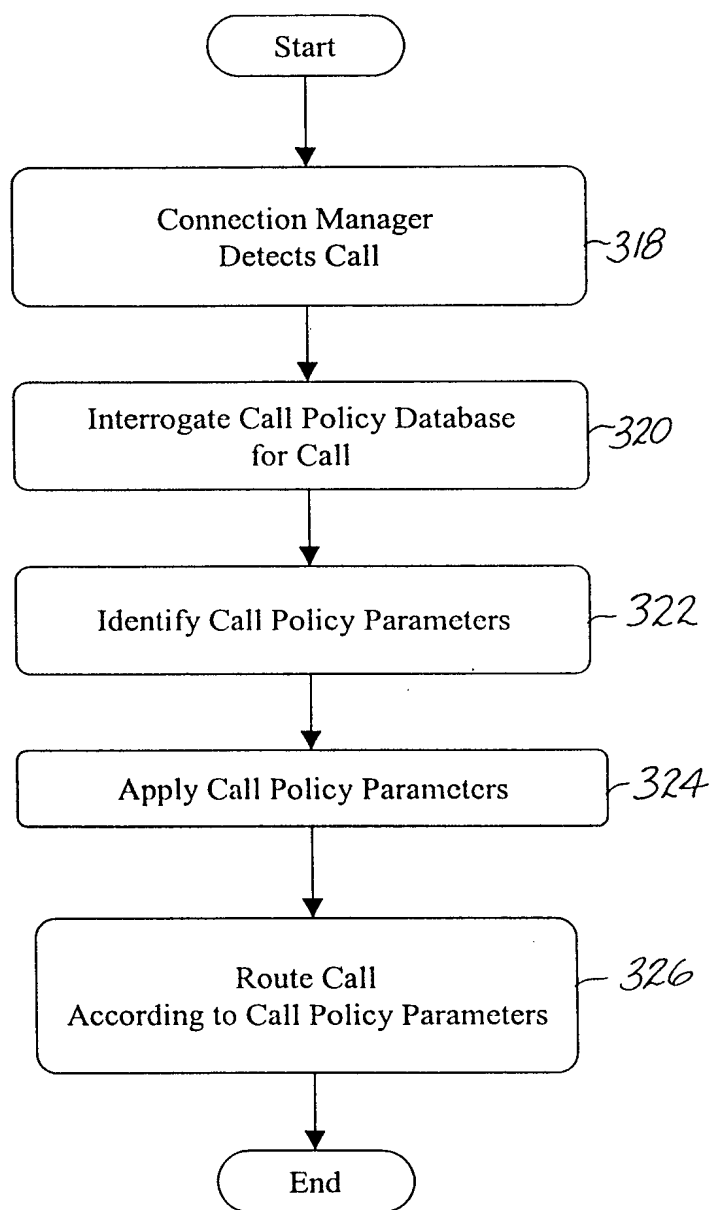 Start
Connection Manager
Detects Call
318
Interrogate Call Policy Database
for Call
320
Identify Call Policy Parameters
322
Apply Call Policy Parameters
324
Route Call
According to Call Policy Parameters
326
End